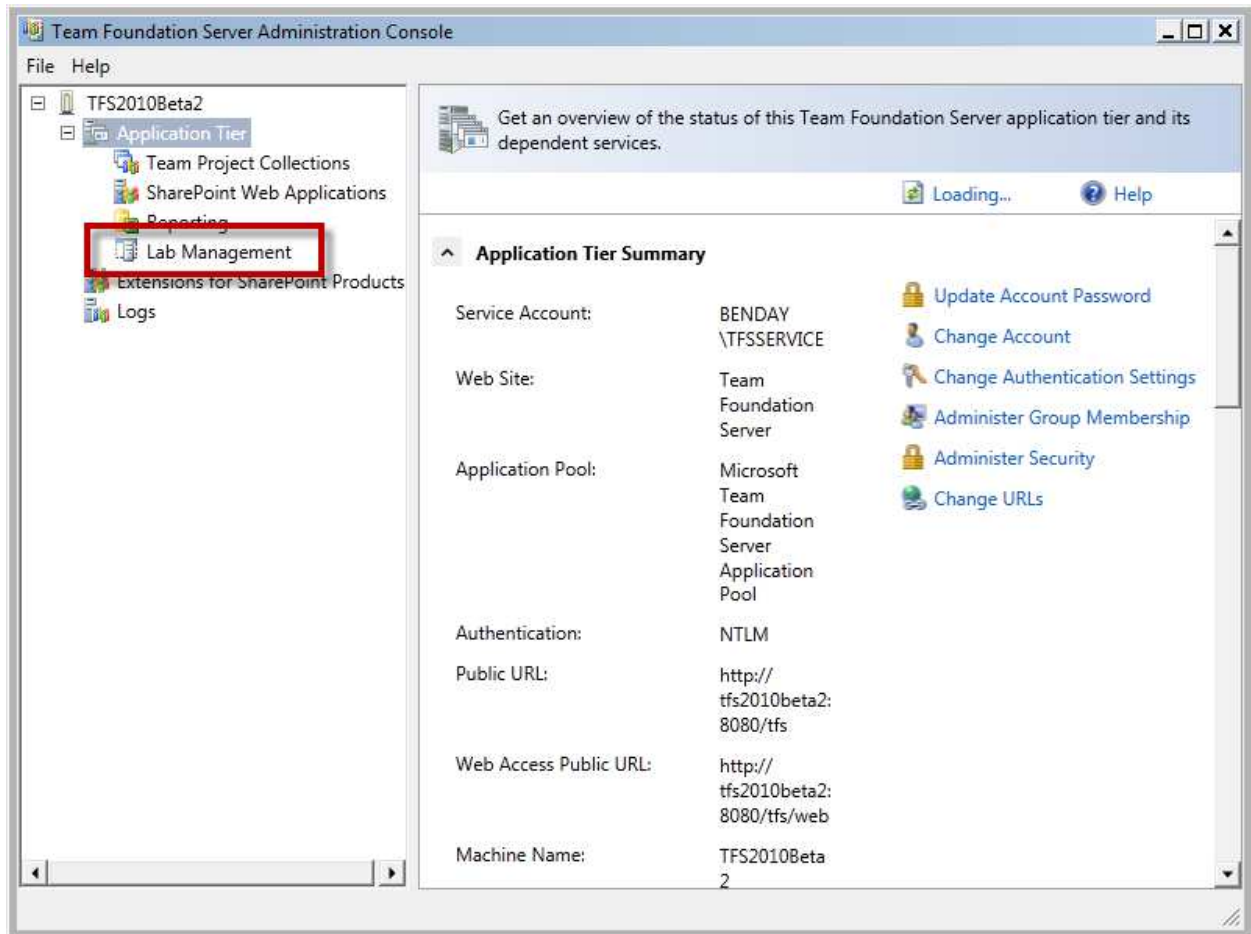 Team Foundation Server Administration Console
File Help
TFS2010Beta2
Application Tier
Team Project Collections
SharePoint Web Applications
Reporting
Lab Management
Extensions for SharePoint Products
Logs
Get an overview of the status of this Team Foundation Server application tier and its
dependent services.
Loading... Help
Application Tier Summary
Service Account: BENDAY
\TFSSERVICE
Web Site: Team
Foundation
Server
Application Pool: Microsoft
Team
Foundation
Server
Application
Pool
Authentication: NTLM
Public URL: http://
tfs2010beta2:
8080/tfs
Web Access Public URL: http://
tfs2010beta2:
8080/tfs/web
Machine Name: TFS2010Beta
2
Update Account Password
Change Account
Change Authentication Settings
Administer Group Membership
Administer Security
Change URLs